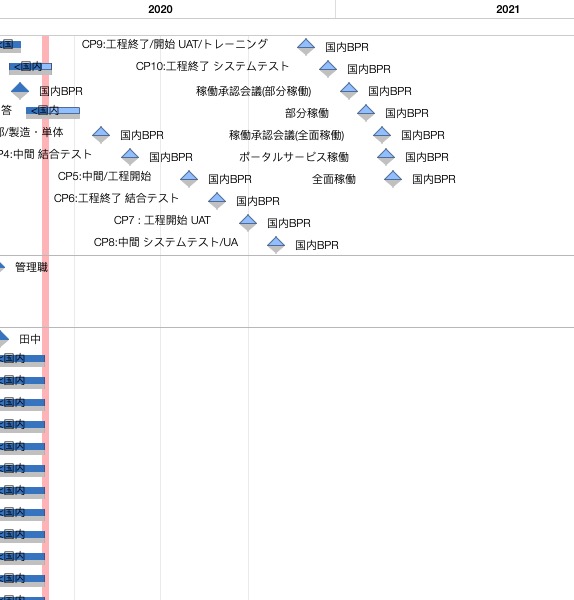 2020 2021
<国 CP9:工程終了/開始 UAT/トレーニング 国内BPR
<国内 CP10:工程終了 システムテスト 国内BPR
国内BPR 稼働承認会議(部分稼働) 国内BPR
答 <国内 部分稼働 国内BPR
/製造・単体 国内BPR 稼働承認会議(全面稼働) 国内BPR
P4:中間 結合テスト 国内BPR ポータルサービス稼働 国内BPR
CP5:中間/工程開始 国内BPR 全面稼働 国内BPR
CP6:工程終了 結合テスト 国内BPR
CP7 : 工程開始 UAT 国内BPR
CP8:中間 システムテスト/UA 国内BPR
管理職
田中
<国内
<国内
<国内
<国内
<国内
<国内
<国内
<国内
<国内
<国内
<国内